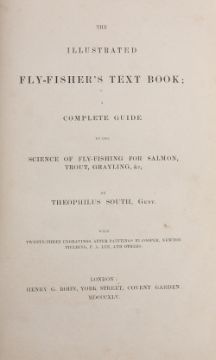 THE
ILLUSTRATED
FLY-FISHER'S TEXT BOOK;
A
COMPLETE GUIDE
TO THE
SCIENCE OF FLY-FISHING FOR SALMON,
TROUT, GRAYLING, &c,
BY
THEOPHILUS SOUTH, GENT.
WITH
TWENTY-THREE ENGRAVINGS AFTER PAINTINGS BY COOPER, NEWTON
FIELDING, F. A. LEE, AND OTHERS.
LONDON:
HENRY G. BOHN, YORK STREET, COVENT GARDEN.
MDCCCXLV.